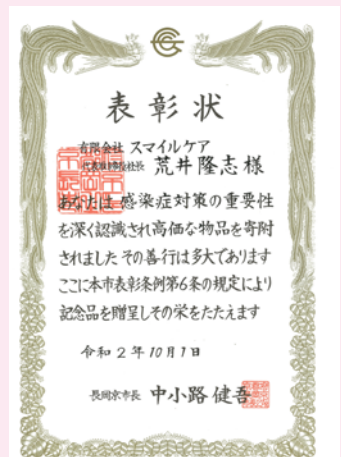 表彰状
有限会社 スマイルケア
代表取締役社長 荒井隆志様
あなたは 感染症対策の重要性
を深く認識され高価な物品を寄附
されました その善行は多大であります
ここに本市表彰条例第6条の規定により
記念品を贈呈しその栄をたたえます
令和2年10月1日
長岡京市長 中小路健吾